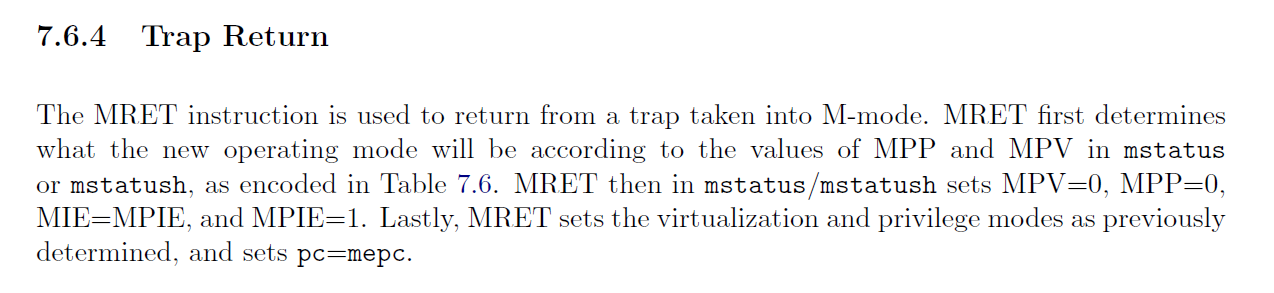 7.6.4 Trap Return
The MRET instruction is used to return from a trap taken into M-mode. MRET first determines
what the new operating mode will be according to the values of MPP and MPV in mstatus
or mstatush, as encoded in Table 7.6. MRET then in mstatus/mstatush sets MPV=0, MPP=0,
MIE=MPIE, and MPIE=1. Lastly, MRET sets the virtualization and privilege modes as previously
determined, and sets pc=mepc.